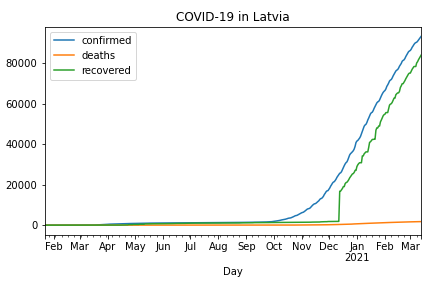 COVID-19 in Latvia
confirmed
deaths
recovered
80000
60000
40000
20000
0
Feb Mar Apr May Jun Jul Aug Sep Oct Nov Dec Jan Feb Mar
2021
Day